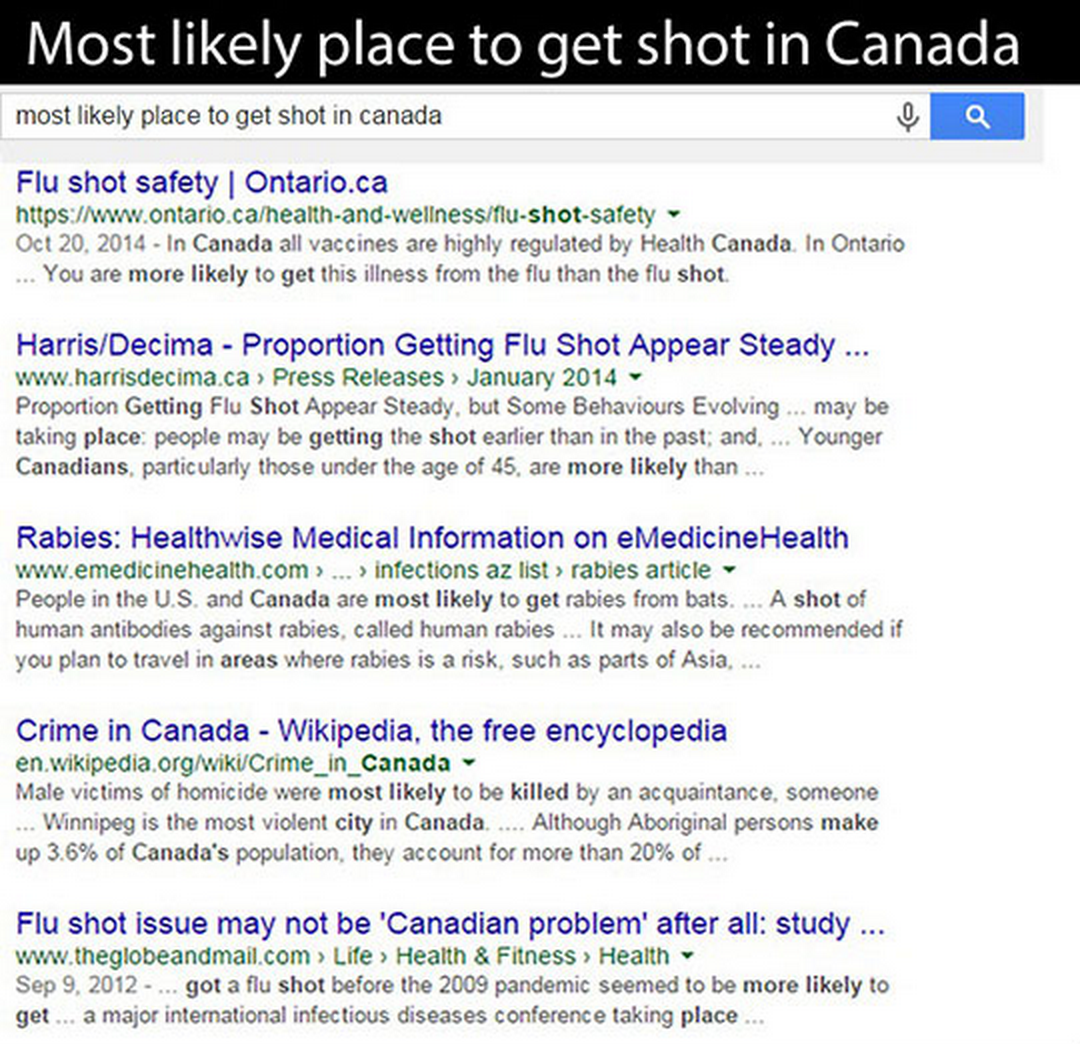 Most likely place to get shot in Canada
most likely place to get shot in canada
Flu shot safety | Ontario.ca
https://www.ontario.ca/health-and-wellness/flu-shot-safety
Oct 20, 2014 - In Canada all vaccines are highly regulated by Health Canada. In Ontario
... You are more likely to get this illness from the flu than the flu shot.
Harris/Decima - Proportion Getting Flu Shot Appear Steady ...
www.harrisdecima.ca › Press Releases › January 2014
Proportion Getting Flu Shot Appear Steady, but Some Behaviours Evolving ... may be
taking place: people may be getting the shot earlier than in the past; and, ... Younger
Canadians, particularly those under the age of 45, are more likely than ...
Rabies: Healthwise Medical Information on eMedicineHealth
www.emedicinehealth.com › ... › infections az list › rabies article
People in the U.S. and Canada are most likely to get rabies from bats. ... A shot of
human antibodies against rabies, called human rabies ... It may also be recommended if
you plan to travel in areas where rabies is a risk, such as parts of Asia, ...
Crime in Canada - Wikipedia, the free encyclopedia
en.wikipedia.org/wiki/Crime_in_Canada
Male victims of homicide were most likely to be killed by an acquaintance, someone
... Winnipeg is the most violent city in Canada. .... Although Aboriginal persons make
up 3.6% of Canada's population, they account for more than 20% of ...
Flu shot issue may not be 'Canadian problem' after all: study ...
www.theglobeandmail.com › Life › Health & Fitness › Health
Sep 9, 2012 - ... got a flu shot before the 2009 pandemic seemed to be more likely to
get ... a major international infectious diseases conference taking place ...